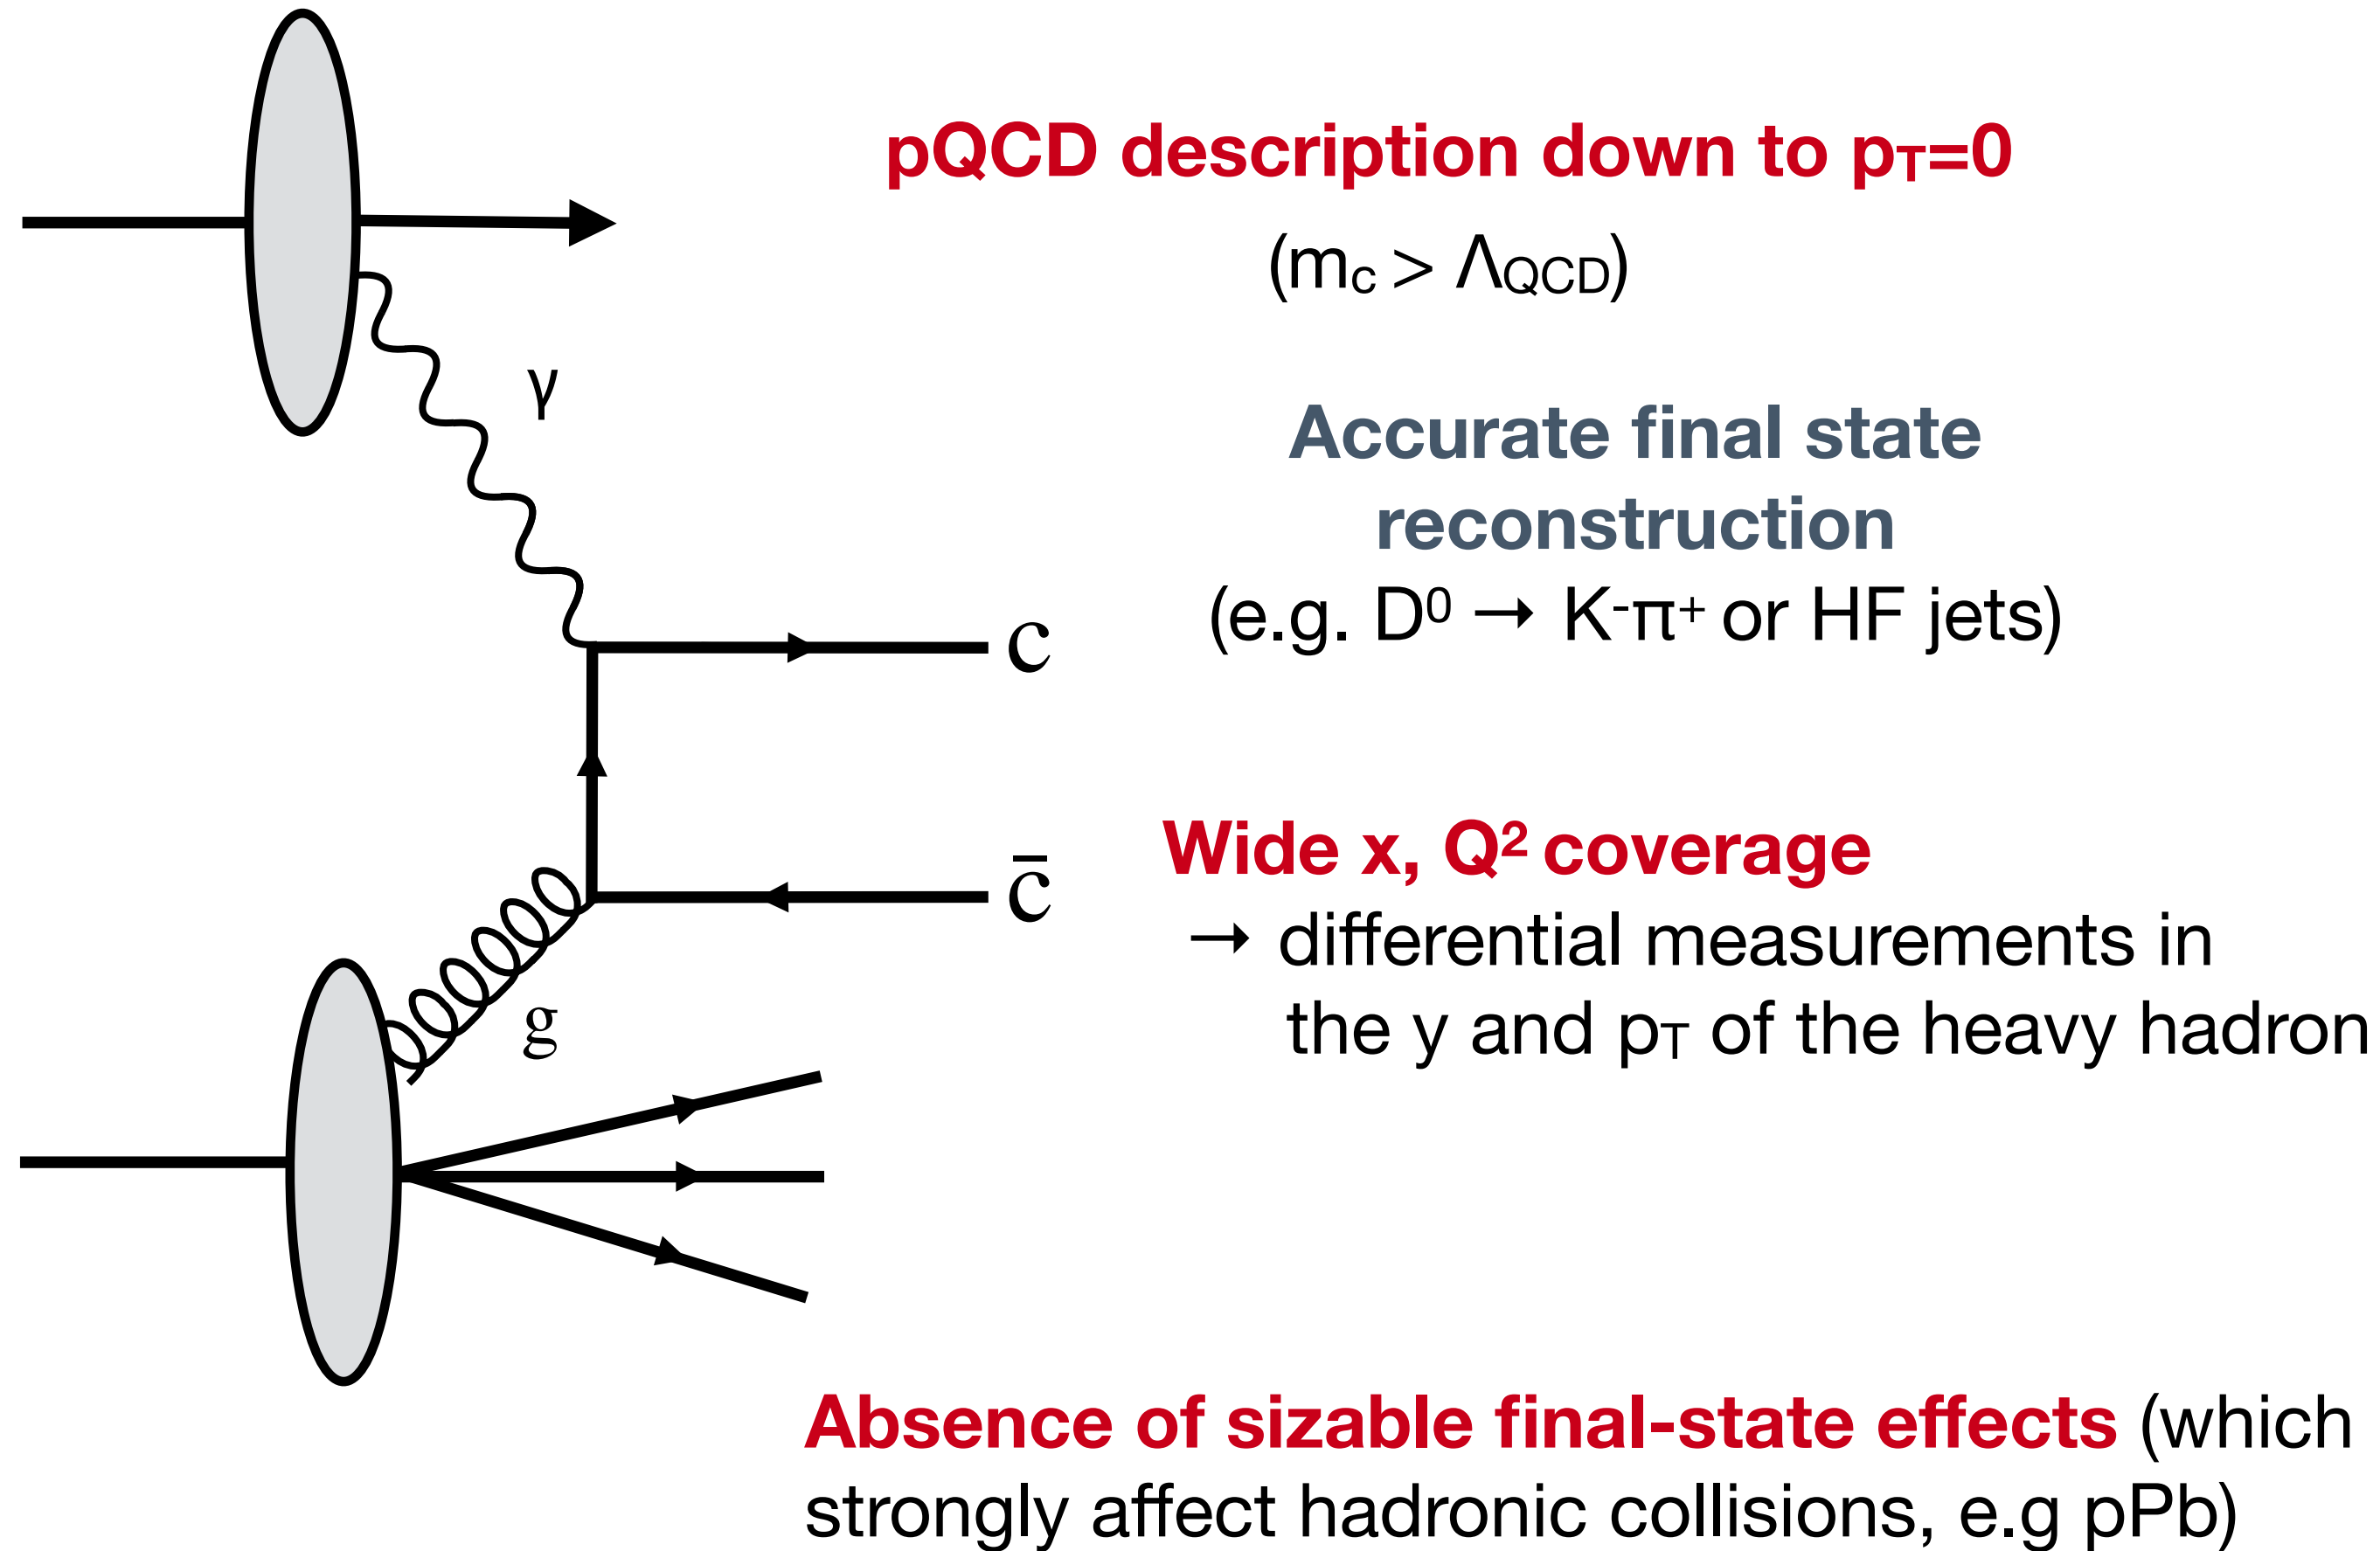 pQCD description down to pT=0
(mc > ΛQCD)
γ
Accurate final state
reconstruction
(e.g. D⁰ → K⁻π⁺ or HF jets)
c
Wide x, Q² coverage
c̄
→ differential measurements in
the y and pT of the heavy hadron
g
Absence of sizable final-state effects (which
strongly affect hadronic collisions, e.g pPb)